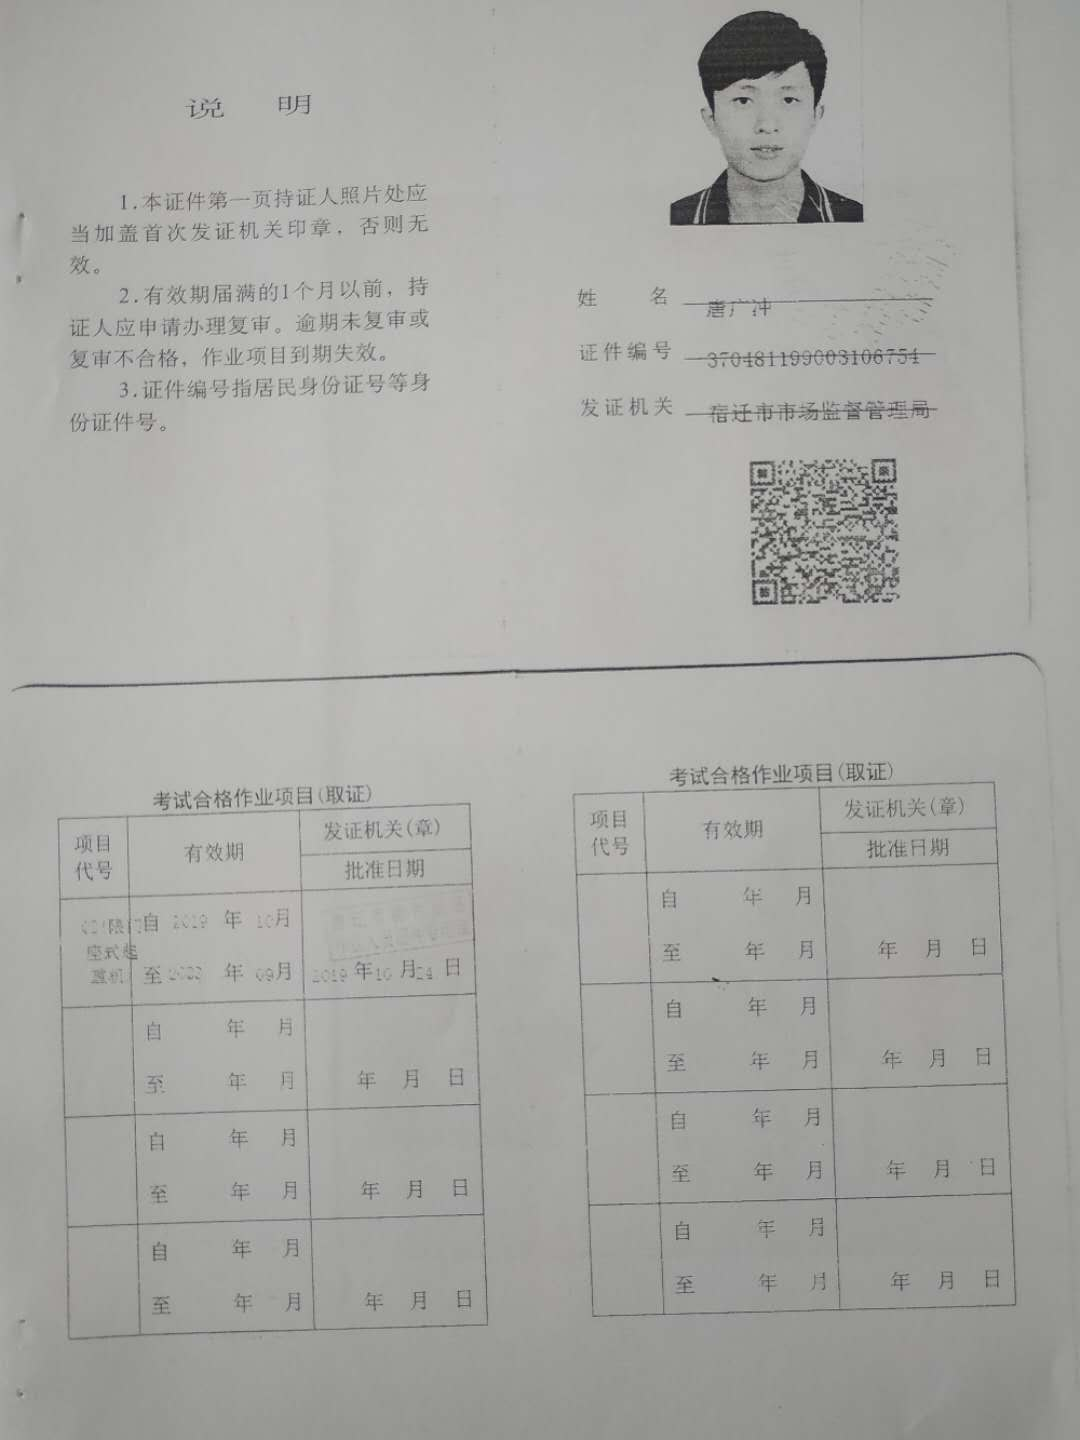 说 明
1.本证件第一页持证人照片处应
当加盖首次发证机关印章，否则无
效。
2.有效期届满的1个月以前，持
证人应申请办理复审。逾期未复审或
复审不合格，作业项目到期失效。
3.证件编号指居民身份证号等身
份证件号。
姓 名 唐广冲
证件编号 370481199003106754
发证机关 宿迁市市场监督管理局
考试合格作业项目(取证)
项目代号 有效期 发证机关(章)
批准日期
座式起重机 自 2019 年 10月
至 年 09月 2019 年10 月24 日
自 年 月
至 年 月 年 月 日
自 年 月
至 年 月 年 月 日
自 年 月
至 年 月 年 月 日
考试合格作业项目(取证)
项目代号 有效期 发证机关(章)
批准日期
自 年 月
至 年 月 年 月 日
自 年 月
至 年 月 年 月 日
自 年 月
至 年 月 年 月 日
自 年 月
至 年 月 年 月 日